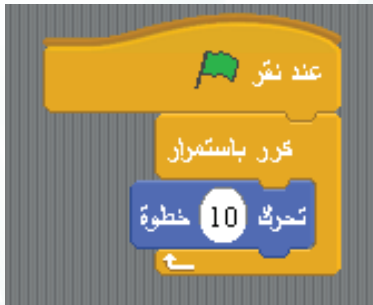 عند نقر
كرر باستمرار
تحرك 10 خطوة